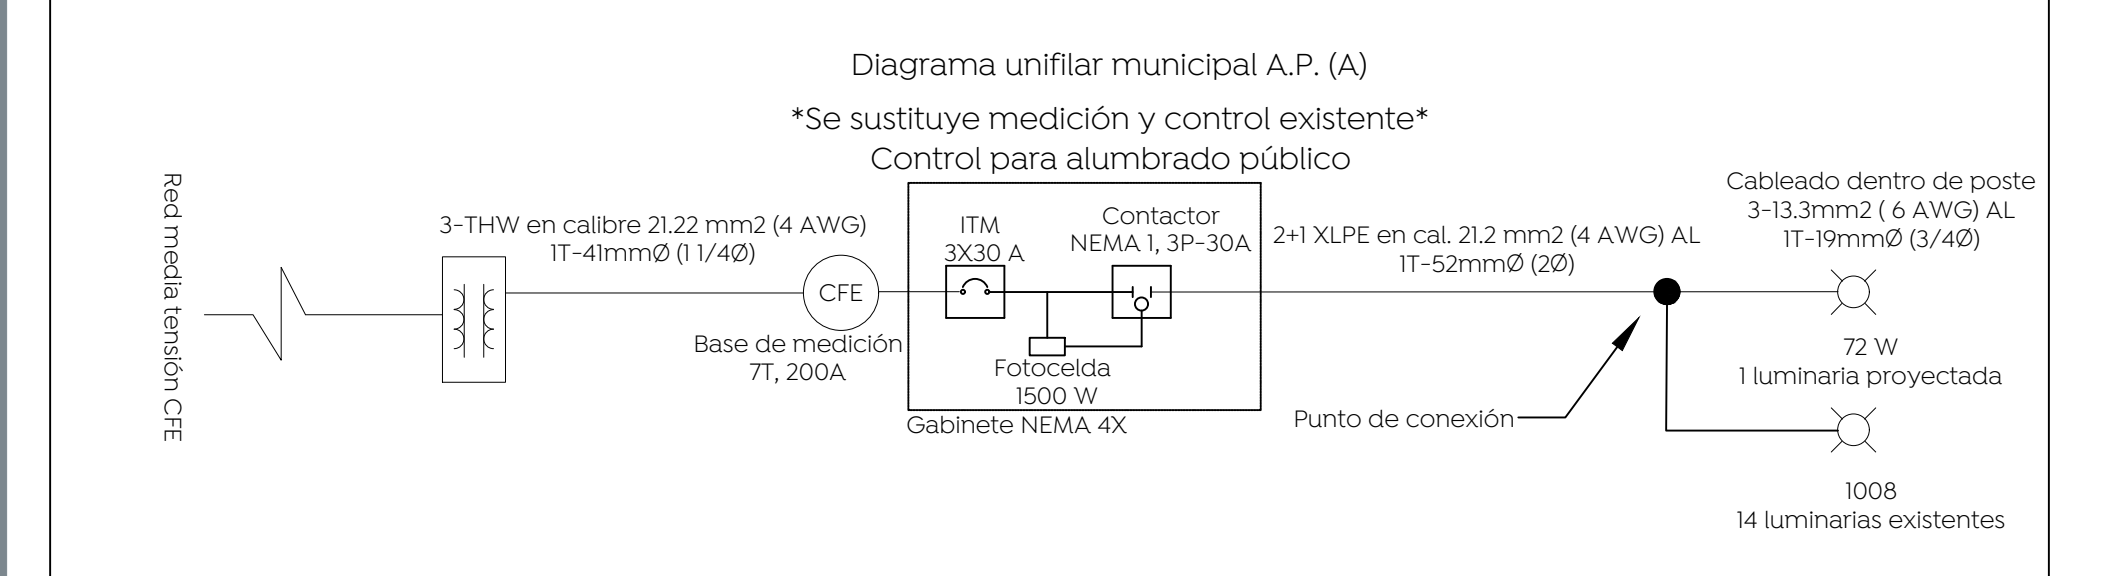 Diagrama unifilar municipal A.P. (A)
*Se sustituye medición y control existente*
Control para alumbrado público
Red media tensión CFE
3-THW en calibre 21.22 mm2 (4 AWG)
1T-41mmØ (1 1/4Ø)
CFE
Base de medición
7T, 200A
ITM
3X30 A
Contactor
NEMA 1, 3P-30A
Fotocelda
1500 W
Gabinete NEMA 4X
2+1 XLPE en cal. 21.2 mm2 (4 AWG) AL
1T-52mmØ (2Ø)
Punto de conexión
Cableado dentro de poste
3-13.3mm2 ( 6 AWG) AL
1T-19mmØ (3/4Ø)
72 W
1 luminaria proyectada
1008
14 luminarias existentes